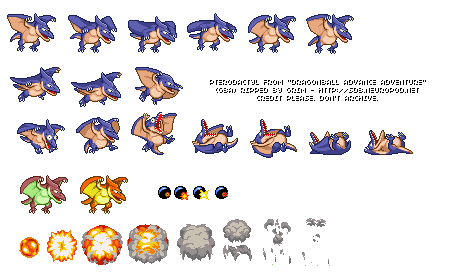 PTERODACTYL FROM "DRAGONBALL ADVANCE ADVENTURE"
(GBA) RIPPED BY GRIM - HTTP://SDB.NEUROPOD.NET
CREDIT PLEASE. DON'T ARCHIVE.